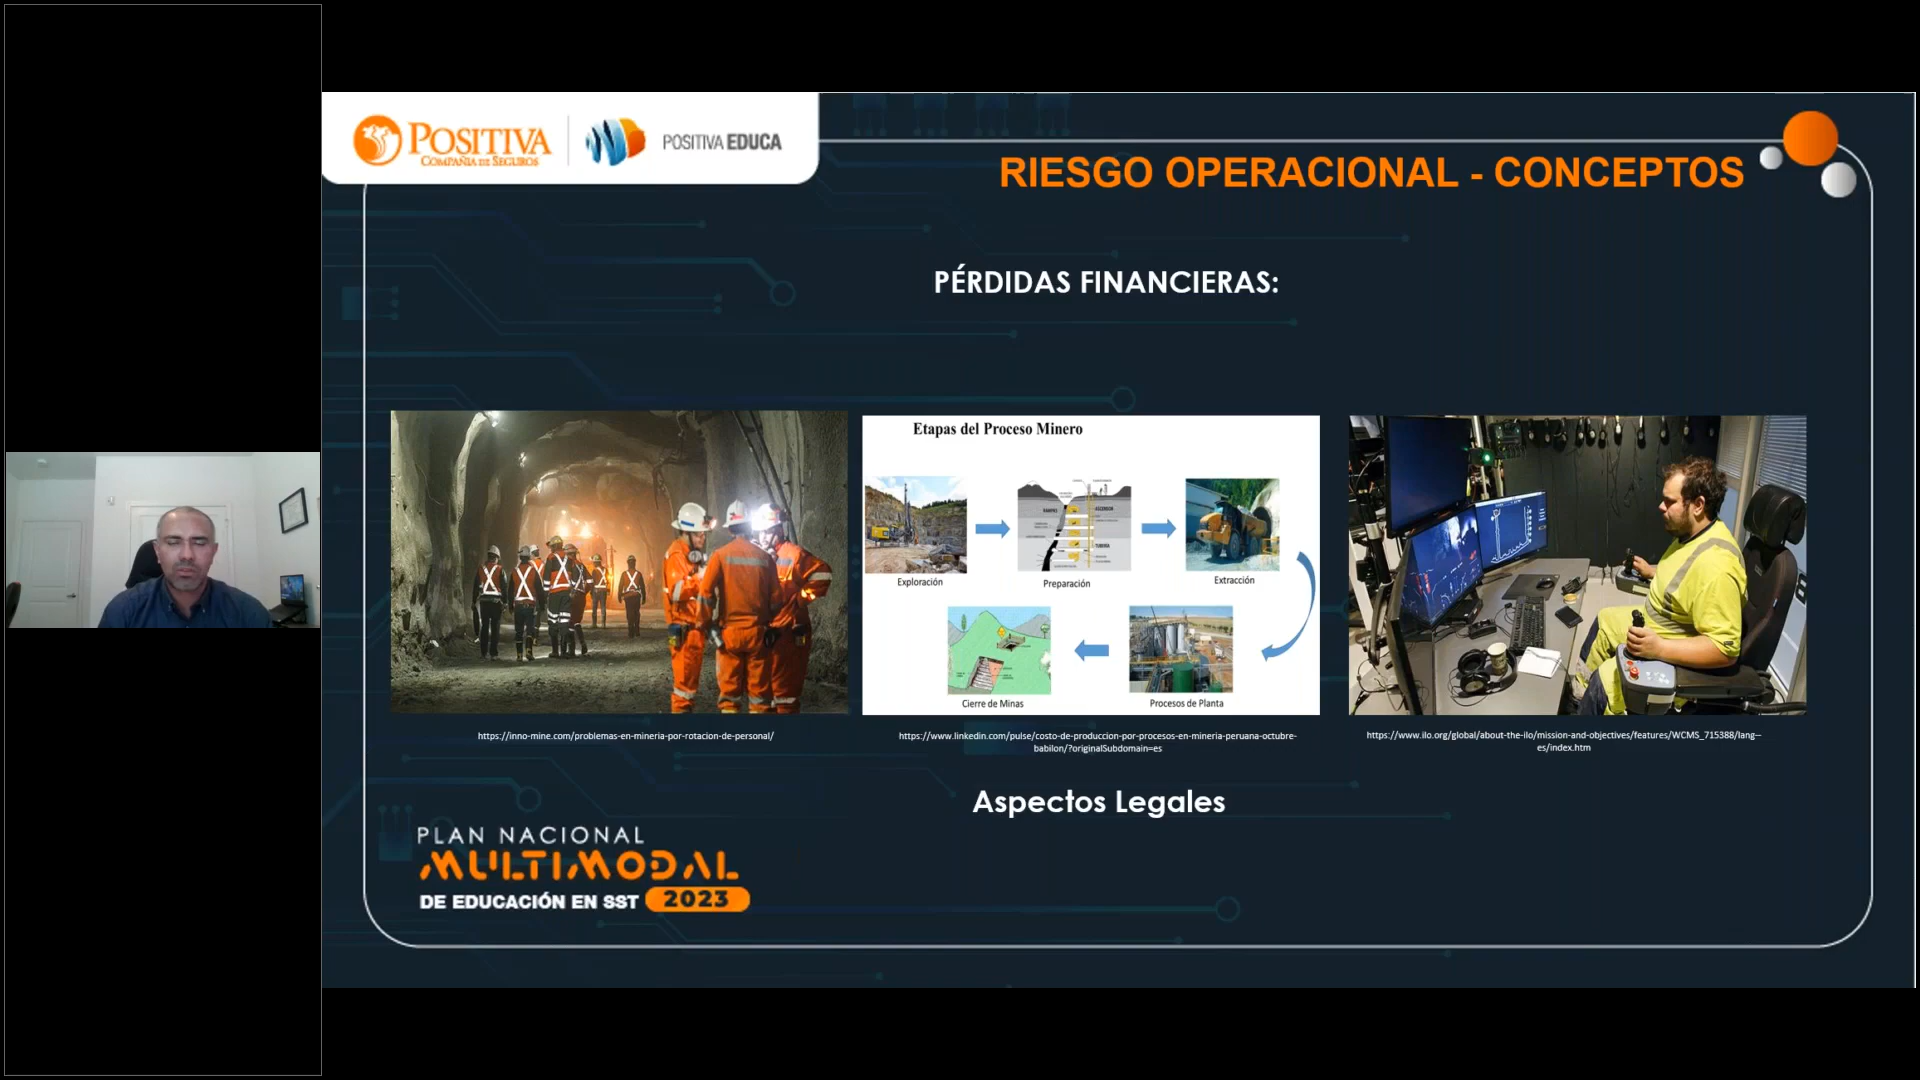 POSITIVA
COMPAÑIA DE SEGUROS
POSITIVA EDUCA
RIESGO OPERACIONAL - CONCEPTOS
PÉRDIDAS FINANCIERAS:
Etapas del Proceso Minero
Exploración
Preparación
Extracción
Cierre de Minas
Procesos de Planta
https://inno-mine.com/problemas-en-mineria-por-rotacion-de-personal/
https://www.linkedin.com/pulse/costo-de-produccion-por-procesos-en-mineria-peruana-octubre-
babilon/?originalSubdomain=es
https://www.ilo.org/global/about-the-ilo/mission-and-objectives/features/WCMS_715388/lang--
es/index.htm
Aspectos Legales
PLAN NACIONAL
MULTIMODAL
DE EDUCACIÓN EN SST 2023